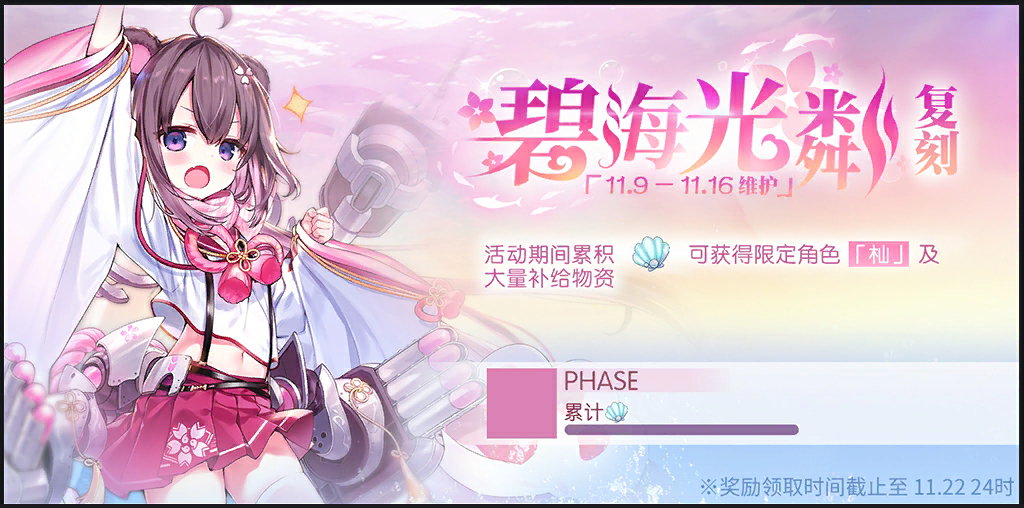 碧海光粼
复刻
「11.9 — 11.16 维护」
活动期间累积 可获得限定角色「杣」及
大量补给物资
PHASE
累计
※奖励领取时间截止至 11.22 24时